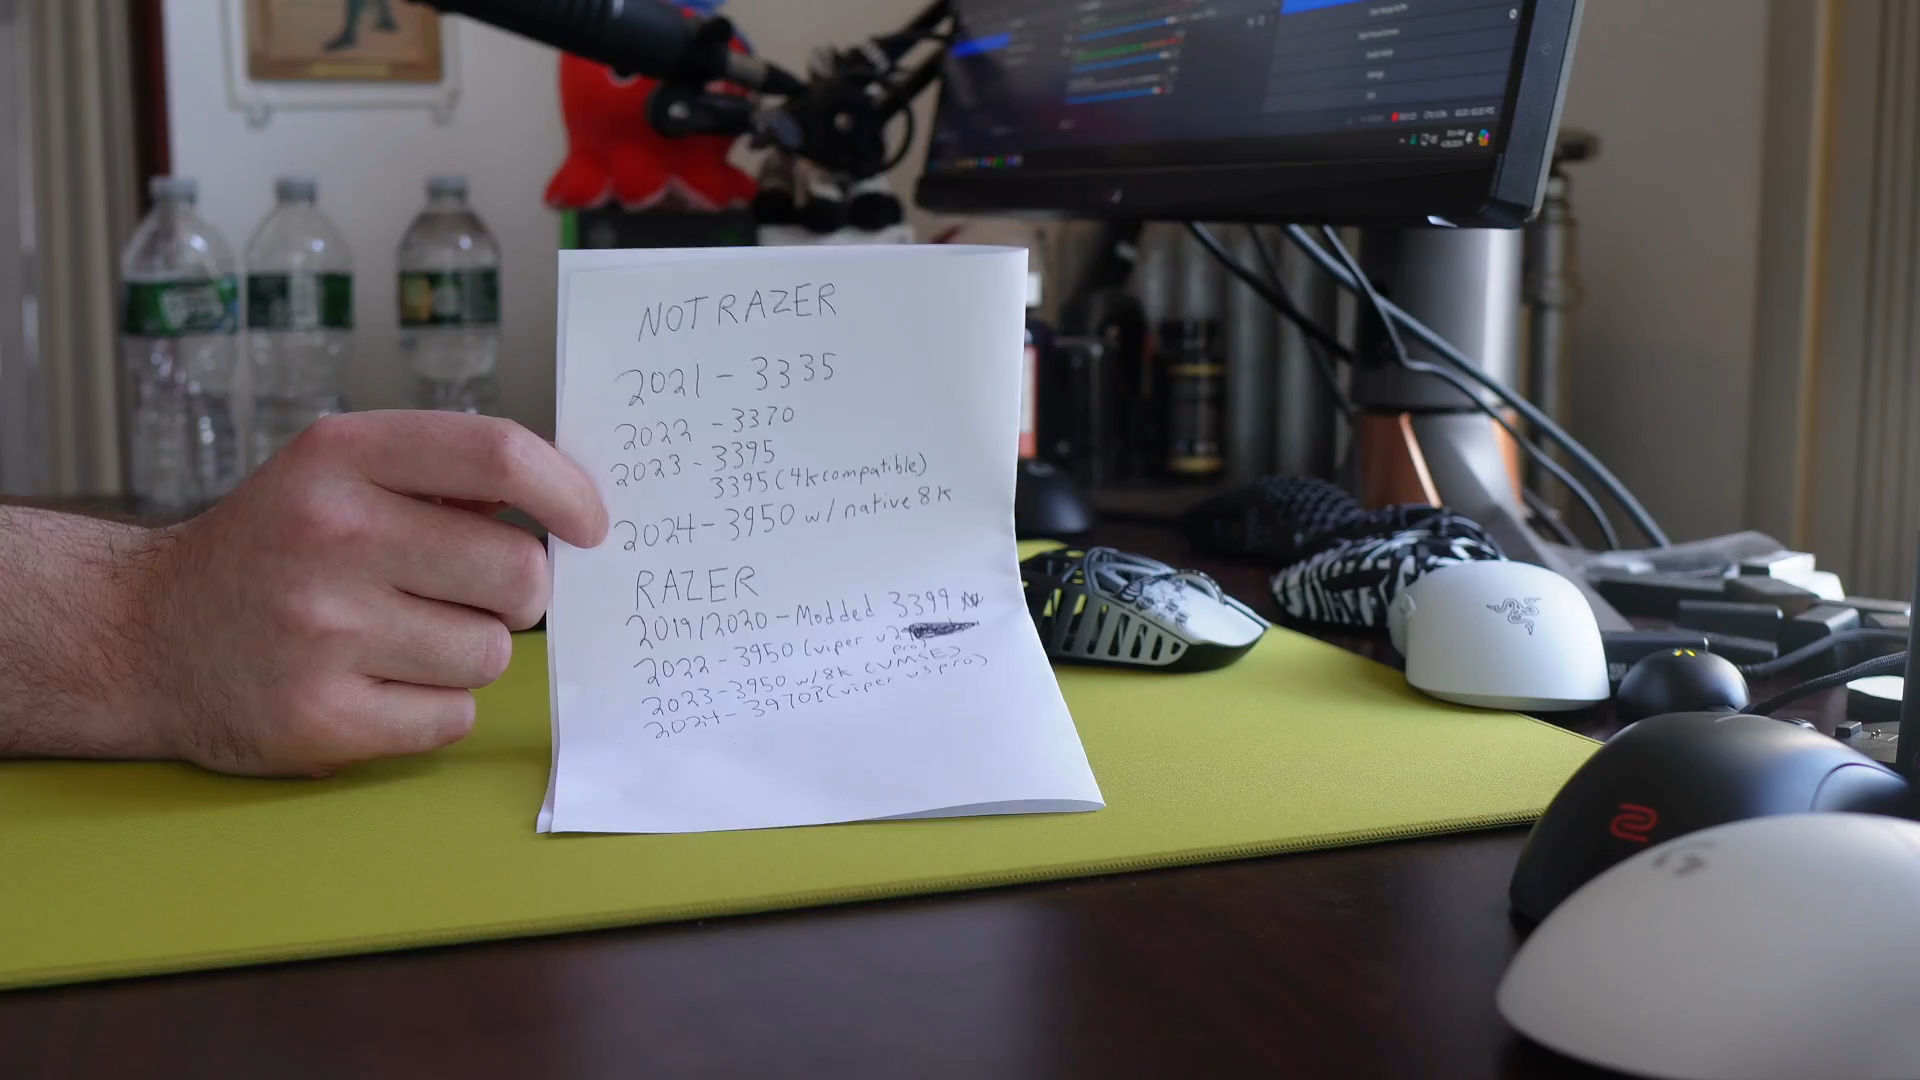 NOT RAZER
2021 - 3335
2022 - 3370
2023 - 3395
3395 (4k compatible)
2024 - 3950 w/ native 8k
RAZER
2019/2020 - Modded 3399
2022 - 3950 (viper v2
pro)
2023 - 3950 w/ 8k (VMSE)
2024 - 3970? (viper v3 pro)